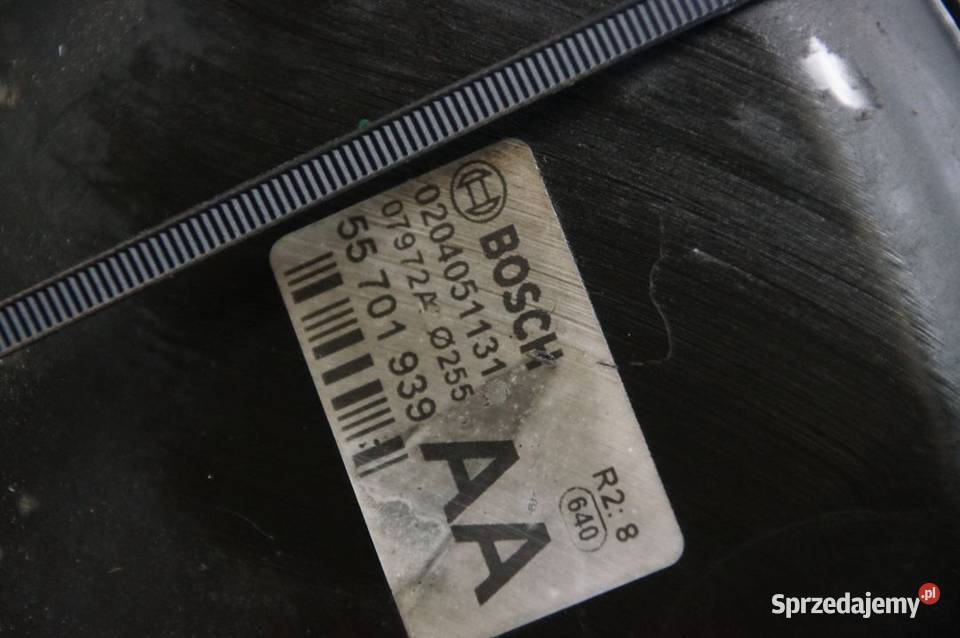 BOSCH
0204051131
07972A Ø255
55 701 939
AA
R2: 8
640
Sprzedajemy.pl